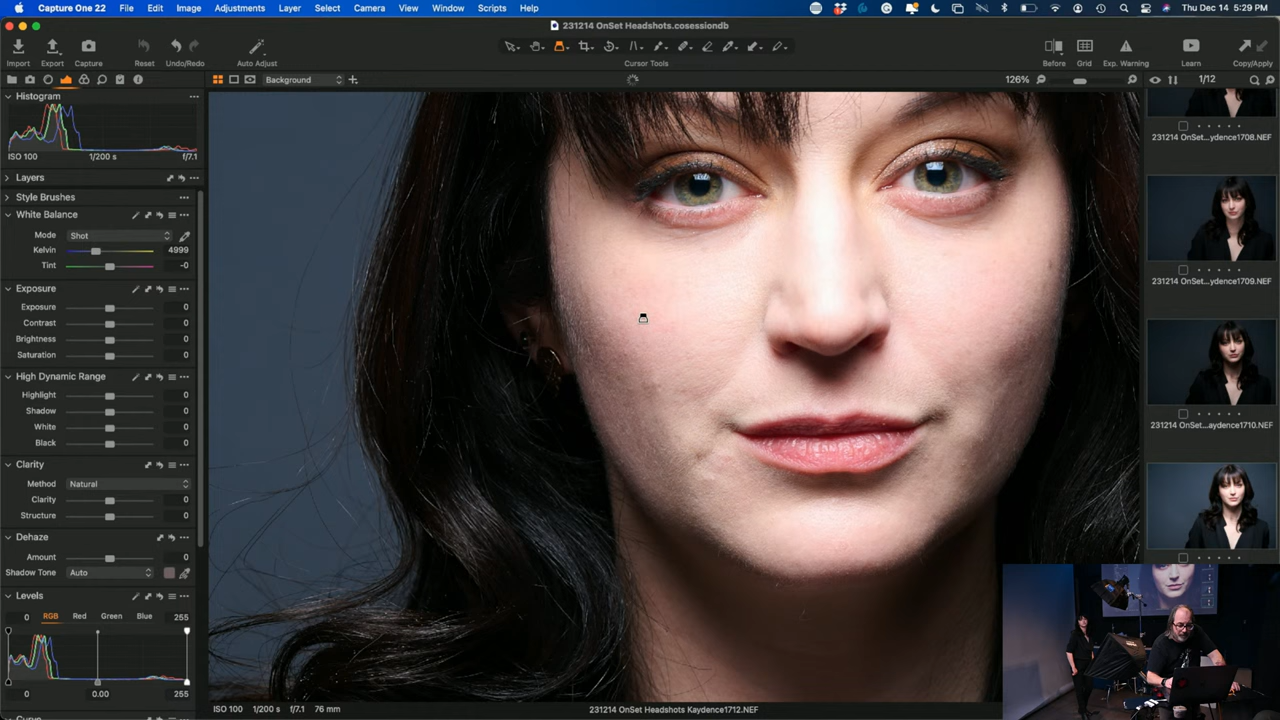 Capture One 22 File Edit Image Adjustments Layer Select Camera View Window Scripts Help Thu Dec 14 5:29 PM
231214 OnSet Headshots.cosessiondb
Import Export Capture Reset Undo/Redo Auto Adjust Cursor Tools Before Grid Exp. Warning Learn Copy/Apply
Background 126% 1/12
Histogram
ISO 100 1/200 s f/7.1
Layers
Style Brushes
White Balance
Mode Shot
Kelvin 4999
Tint -0
Exposure
Exposure 0
Contrast 0
Brightness 0
Saturation 0
High Dynamic Range
Highlight 0
Shadow 0
White 0
Black 0
Clarity
Method Natural
Clarity 0
Structure 0
Dehaze
Amount 0
Shadow Tone Auto
Levels
0 RGB Red Green Blue 255
0 0.00 255
231214 OnSet...ydence1708.NEF
231214 OnSet...ydence1709.NEF
231214 OnSet...aydence1710.NEF
ISO 100 1/200 s f/7.1 76 mm 231214 OnSet Headshots Kaydence1712.NEF